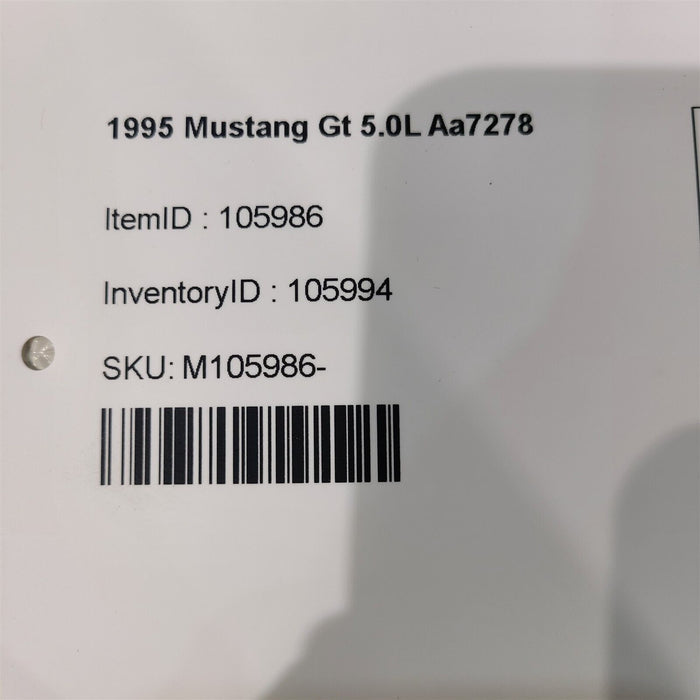 1995 Mustang Gt 5.0L Aa7278
ItemID : 105986
InventoryID : 105994
SKU: M105986-